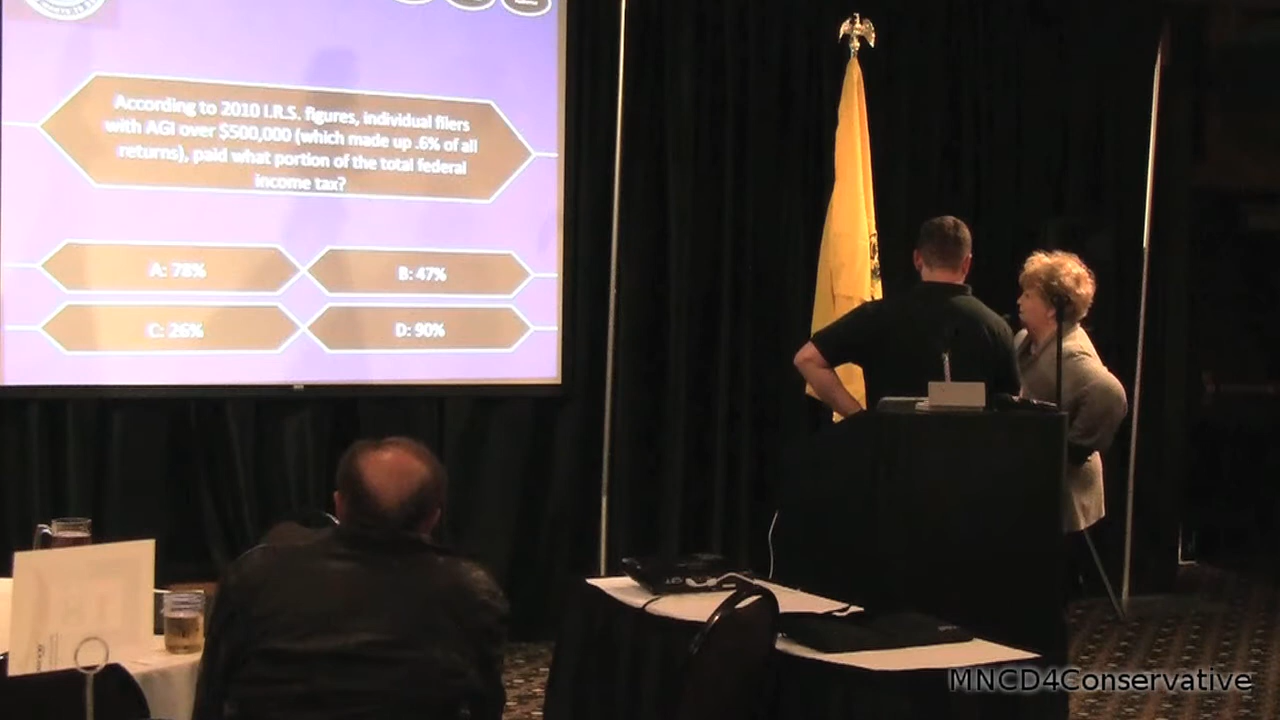 According to 2010 I.R.S. figures, individual filers
with AGI over $500,000 (which made up .6% of all
returns), paid what portion of the total federal
income tax?
A: 78%
B: 47%
C: 26%
D: 90%
MNCD4Conservative